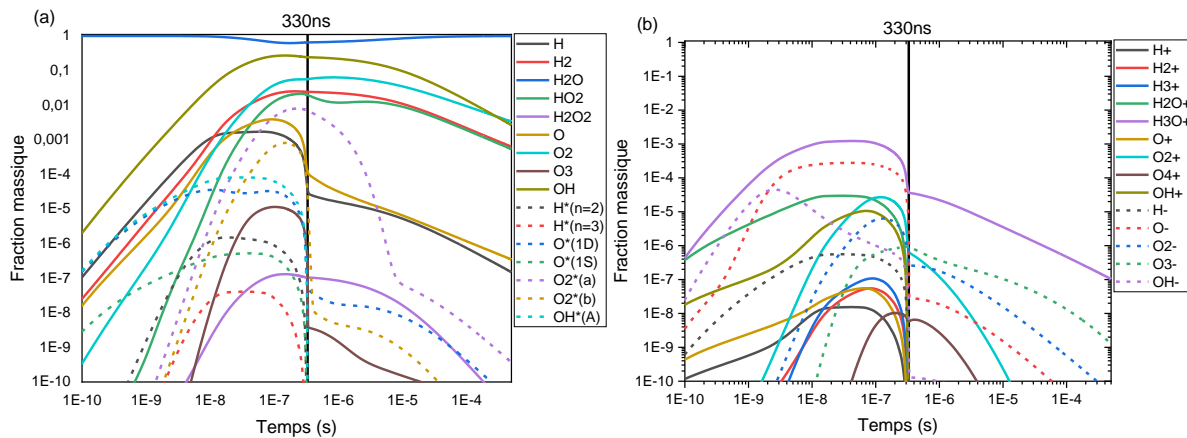 (a)
330ns
Fraction massique
1
0,1
0,01
0,001
1E-4
1E-5
1E-6
1E-7
1E-8
1E-9
1E-10
1E-10 1E-9 1E-8 1E-7 1E-6 1E-5 1E-4
Temps (s)
H
H2
H2O
HO2
H2O2
O
O2
O3
OH
H*(n=2)
H*(n=3)
O*(1D)
O*(1S)
O2*(a)
O2*(b)
OH*(A)
(b)
330ns
Fraction massique
1
1E-1
1E-2
1E-3
1E-4
1E-5
1E-6
1E-7
1E-8
1E-9
1E-10
1E-10 1E-9 1E-8 1E-7 1E-6 1E-5 1E-4
Temps (s)
H+
H2+
H3+
H2O+
H3O+
O+
O2+
O4+
OH+
H-
O-
O2-
O3-
OH-